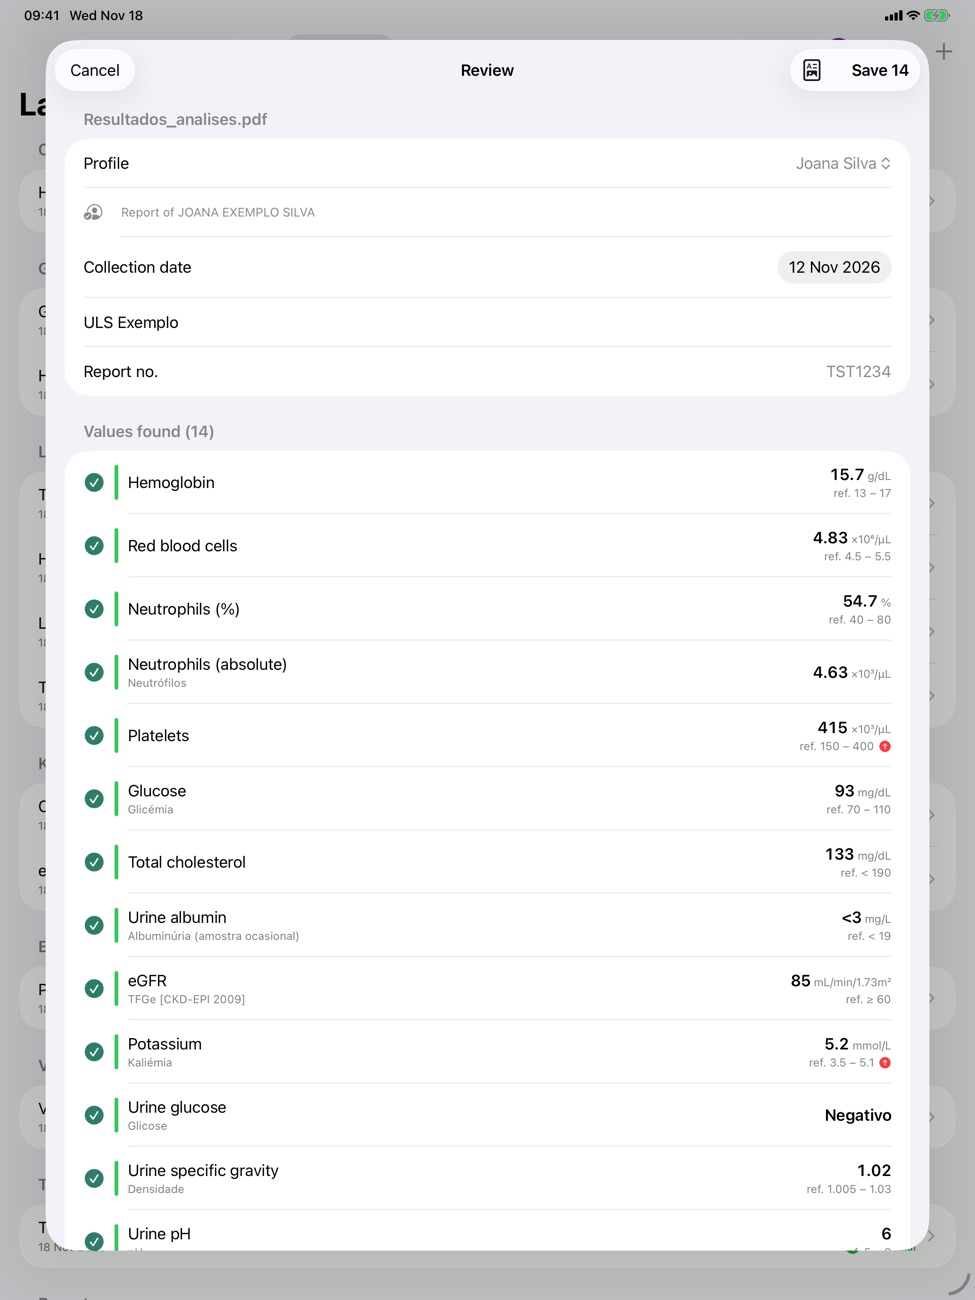 09:41 Wed Nov 18
Cancel
Review
Save 14
Resultados_analises.pdf
Profile
Joana Silva
Report of JOANA EXEMPLO SILVA
Collection date
12 Nov 2026
ULS Exemplo
Report no.
TST1234
Values found (14)
Hemoglobin
15.7 g/dL
ref. 13 – 17
Red blood cells
4.83 ×10⁶/µL
ref. 4.5 – 5.5
Neutrophils (%)
54.7 %
ref. 40 – 80
Neutrophils (absolute)
Neutrófilos
4.63 ×10³/µL
Platelets
415 ×10³/µL
ref. 150 – 400
Glucose
Glicémia
93 mg/dL
ref. 70 – 110
Total cholesterol
133 mg/dL
ref. < 190
Urine albumin
Albuminúria (amostra ocasional)
<3 mg/L
ref. < 19
eGFR
TFGe [CKD-EPI 2009]
85 mL/min/1.73m²
ref. ≥ 60
Potassium
Kaliémia
5.2 mmol/L
ref. 3.5 – 5.1
Urine glucose
Glicose
Negativo
Urine specific gravity
Densidade
1.02
ref. 1.005 – 1.03
Urine pH
6